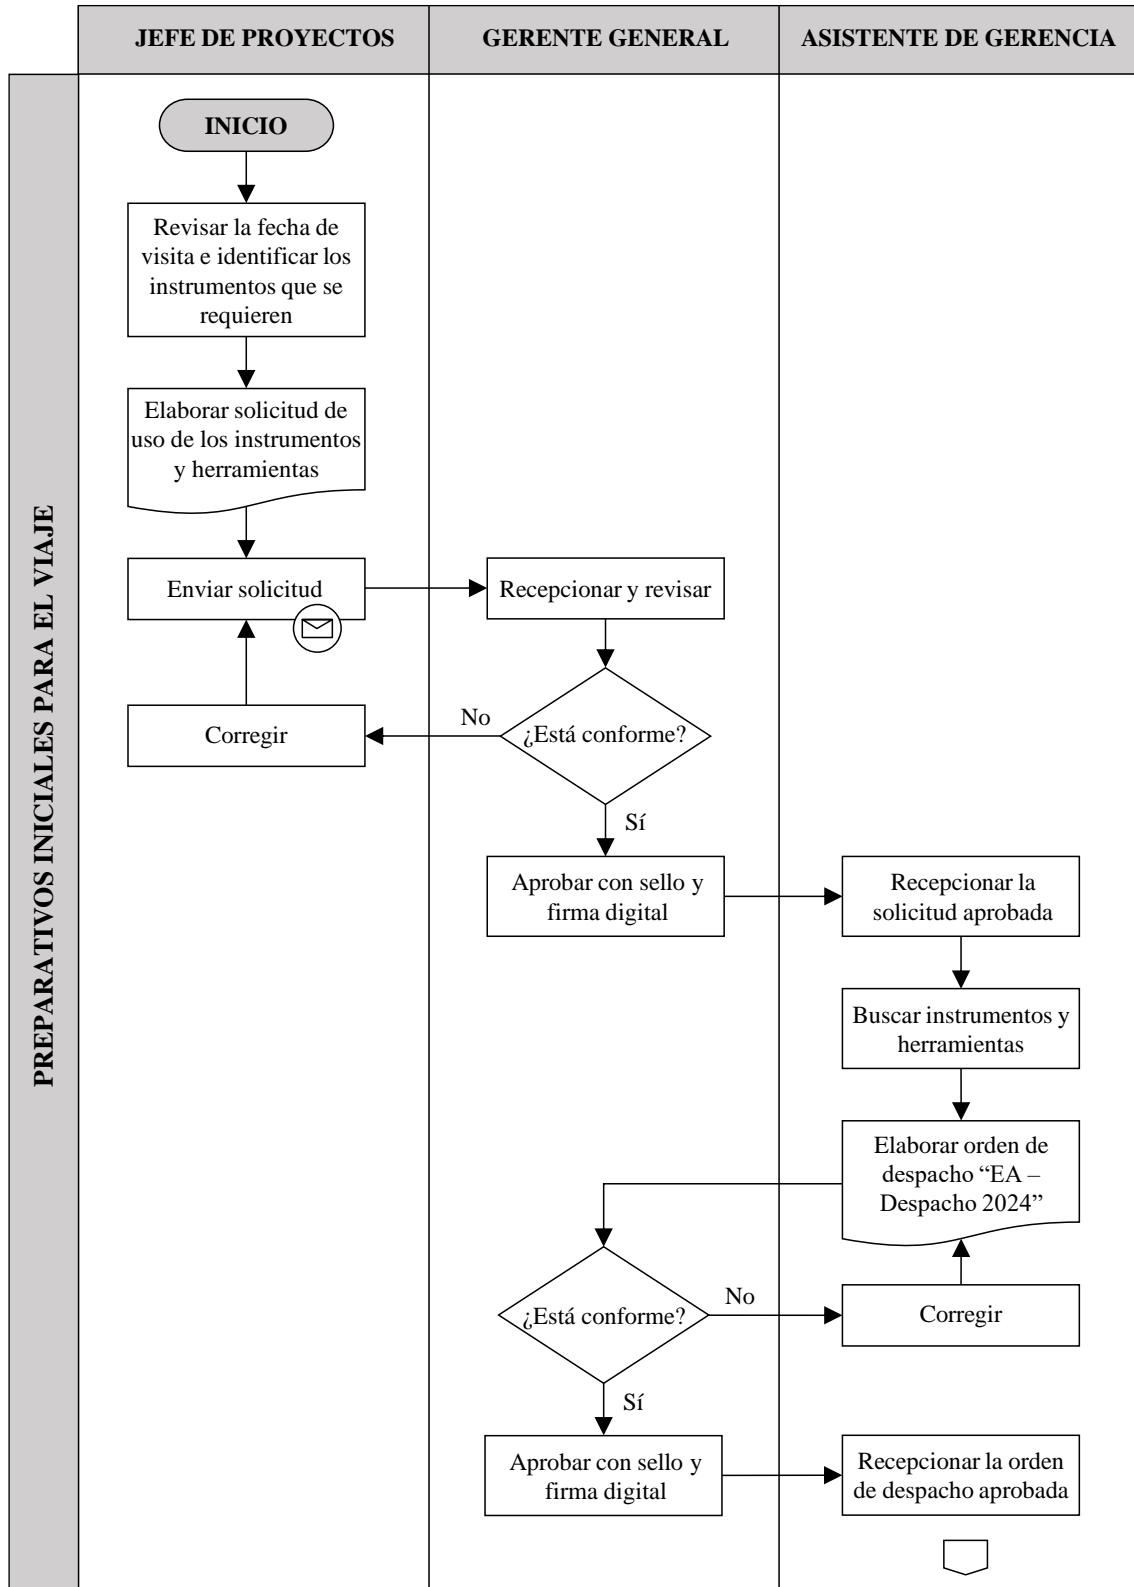 JEFE DE PROYECTOS
GERENTE GENERAL
ASISTENTE DE GERENCIA
PREPARATIVOS INICIALES PARA EL VIAJE
INICIO
Revisar la fecha de
visita e identificar los
instrumentos que se
requieren
Elaborar solicitud de
uso de los instrumentos
y herramientas
Enviar solicitud
Recepcionar y revisar
¿Está conforme?
No
Corregir
Sí
Aprobar con sello y
firma digital
Recepcionar la
solicitud aprobada
Buscar instrumentos y
herramientas
Elaborar orden de
despacho “EA –
Despacho 2024”
¿Está conforme?
No
Corregir
Sí
Aprobar con sello y
firma digital
Recepcionar la orden
de despacho aprobada